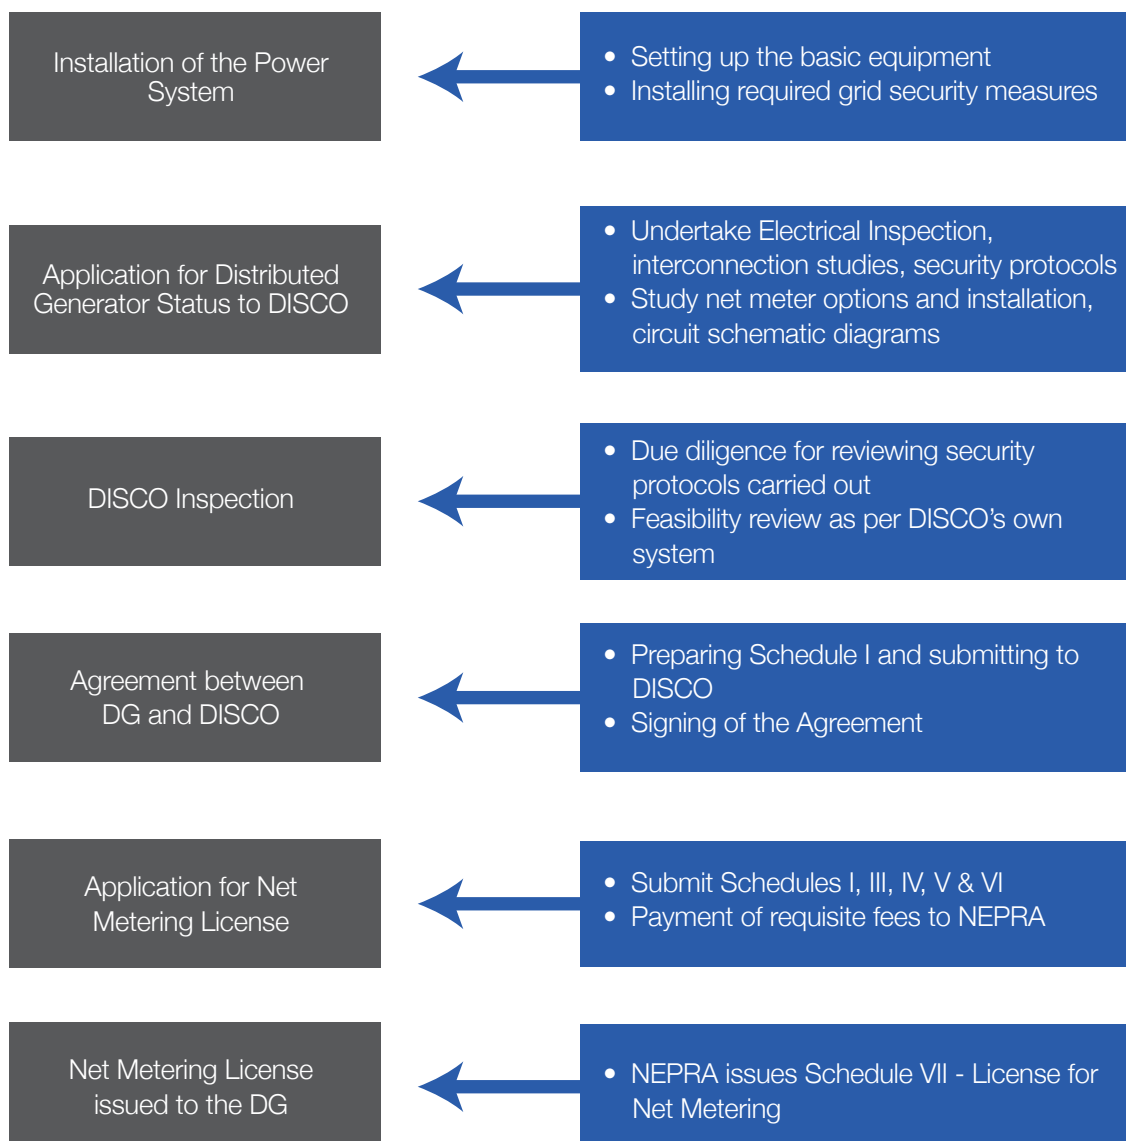 Installation of the Power
System
• Setting up the basic equipment
• Installing required grid security measures
Application for Distributed
Generator Status to DISCO
• Undertake Electrical Inspection,
interconnection studies, security protocols
• Study net meter options and installation,
circuit schematic diagrams
DISCO Inspection
• Due diligence for reviewing security
protocols carried out
• Feasibility review as per DISCO’s own
system
Agreement between
DG and DISCO
• Preparing Schedule I and submitting to
DISCO
• Signing of the Agreement
Application for Net
Metering License
• Submit Schedules I, III, IV, V & VI
• Payment of requisite fees to NEPRA
Net Metering License
issued to the DG
• NEPRA issues Schedule VII - License for
Net Metering